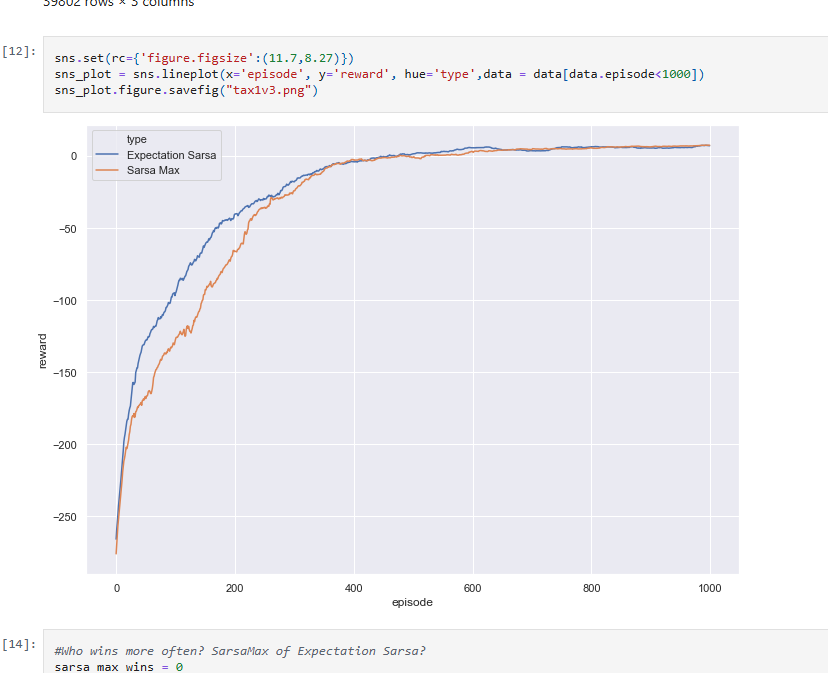 39802 rows × 3 columns
[12]:
sns.set(rc={'figure.figsize':(11.7,8.27)})
sns_plot = sns.lineplot(x='episode', y='reward', hue='type',data = data[data.episode<1000])
sns_plot.figure.savefig("tax1v3.png")
type
Expectation Sarsa
Sarsa Max
0
−50
−100
−150
−200
−250
reward
0 200 400 600 800 1000
episode
[14]:
#Who wins more often? SarsaMax of Expectation Sarsa?
sarsa_max_wins = 0